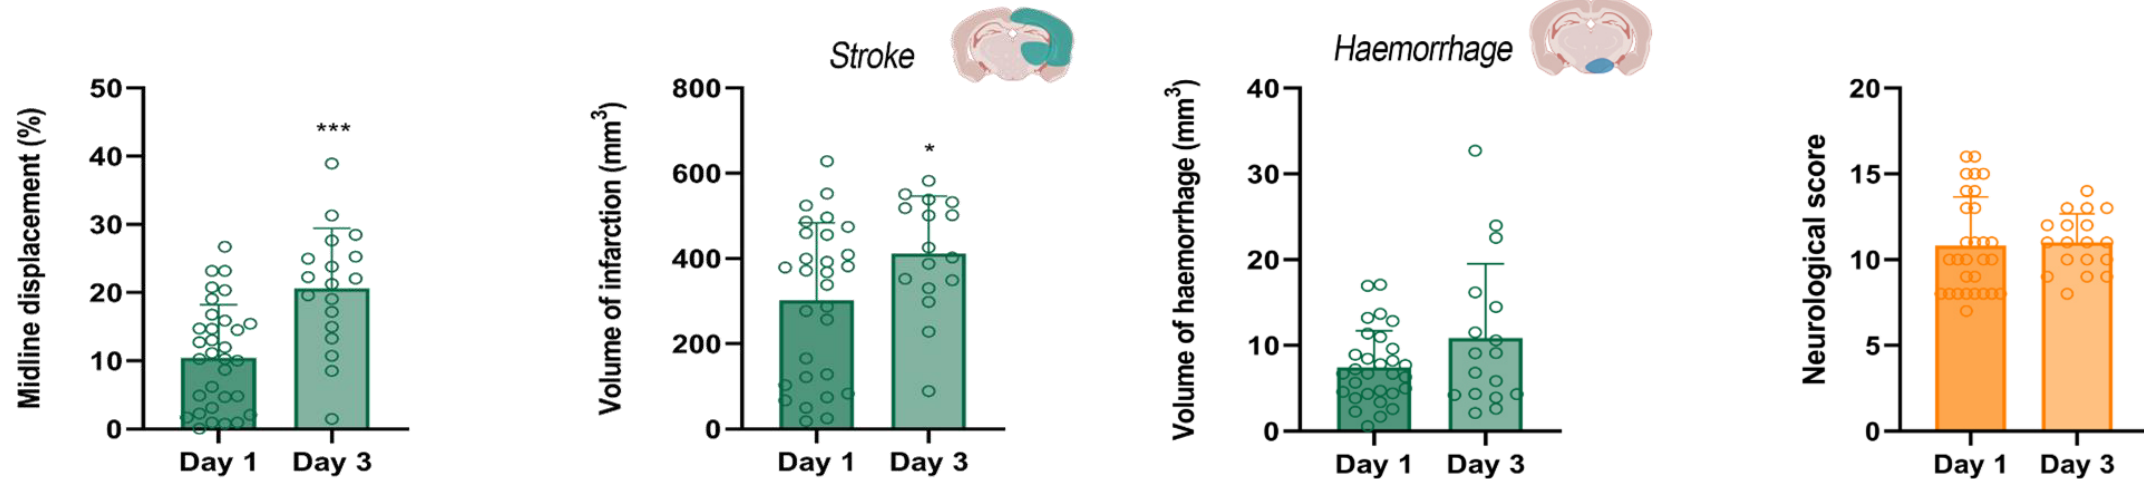 Midline displacement (%)
50
40
30
20
10
0
***
Day 1 Day 3
Stroke
Volume of infarction (mm³)
800
600
400
200
0
*
Day 1 Day 3
Haemorrhage
Volume of haemorrhage (mm³)
40
30
20
10
0
Day 1 Day 3
Neurological score
20
15
10
5
0
Day 1 Day 3